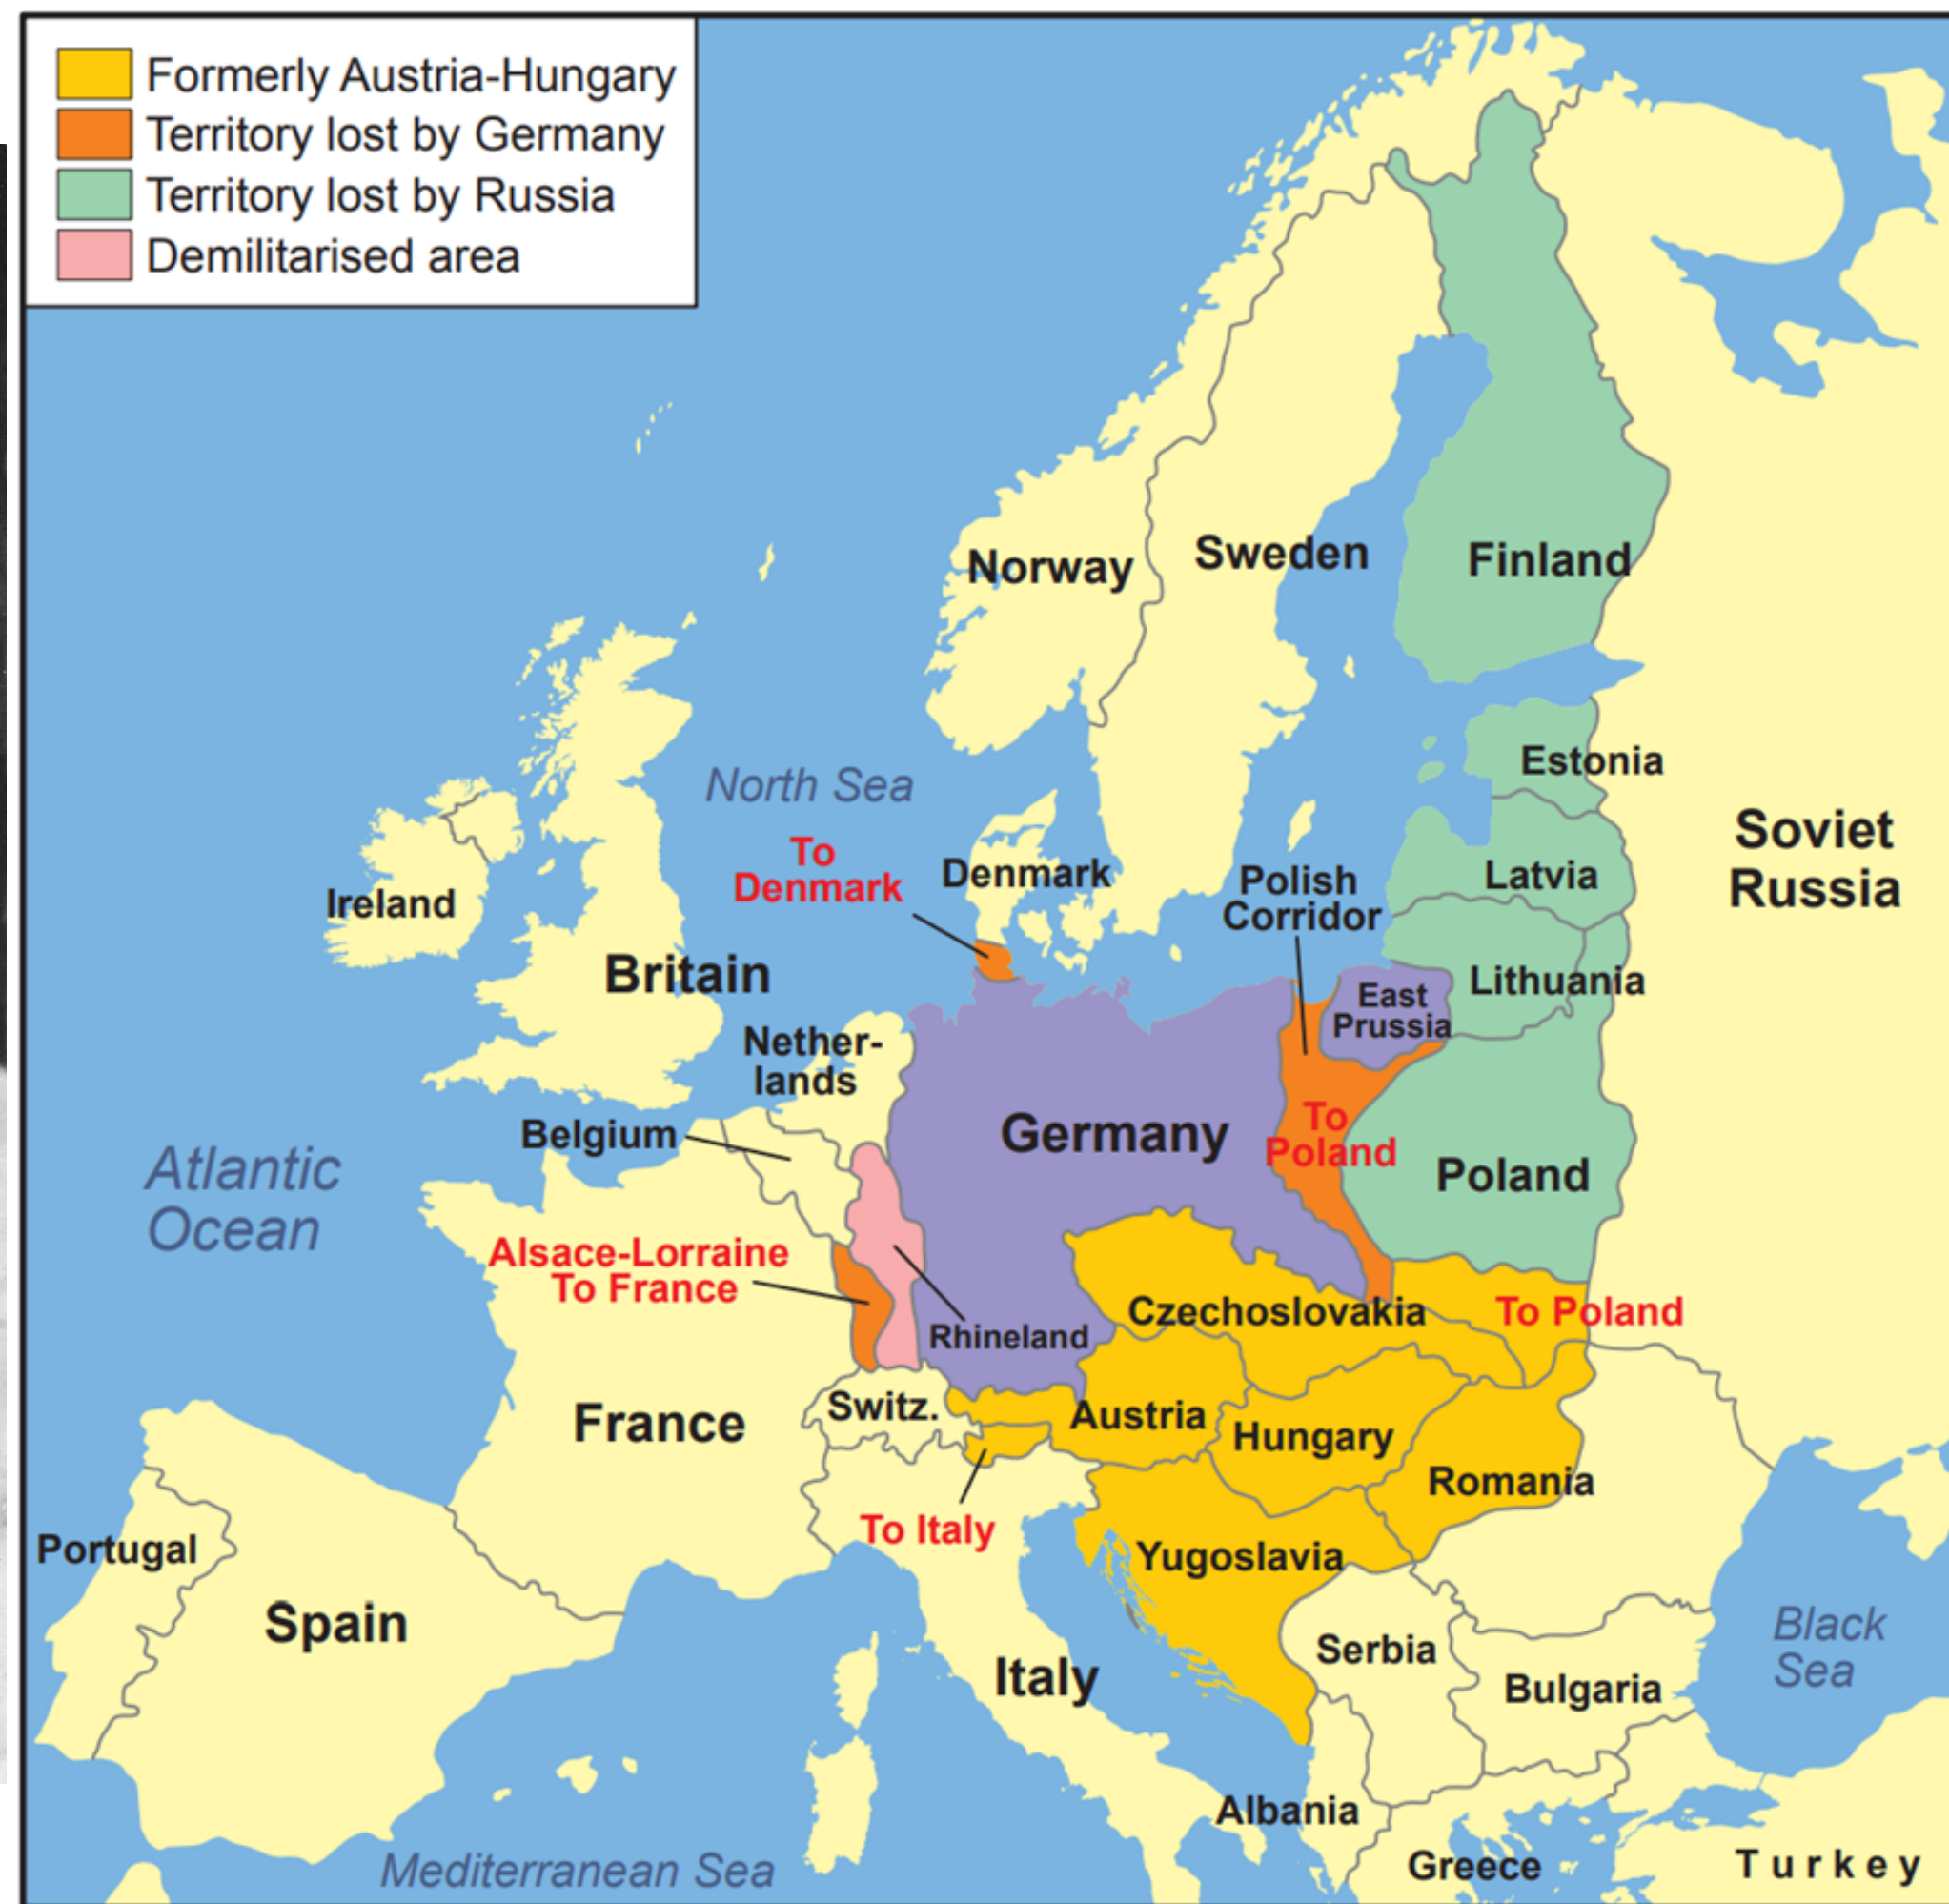 Formerly Austria-Hungary
Territory lost by Germany
Territory lost by Russia
Demilitarised area
Norway
Sweden
Finland
Estonia
North Sea
To
Denmark
Denmark
Polish
Corridor
Latvia
Soviet
Russia
Ireland
Britain
Lithuania
East
Prussia
Nether-
lands
Belgium
Germany
To
Poland
Poland
Atlantic
Ocean
Alsace-Lorraine
To France
Rhineland
Czechoslovakia
To Poland
France
Switz.
Austria
Hungary
Romania
To Italy
Portugal
Yugoslavia
Spain
Italy
Serbia
Bulgaria
Black
Sea
Albania
Mediterranean Sea
Greece
Turkey